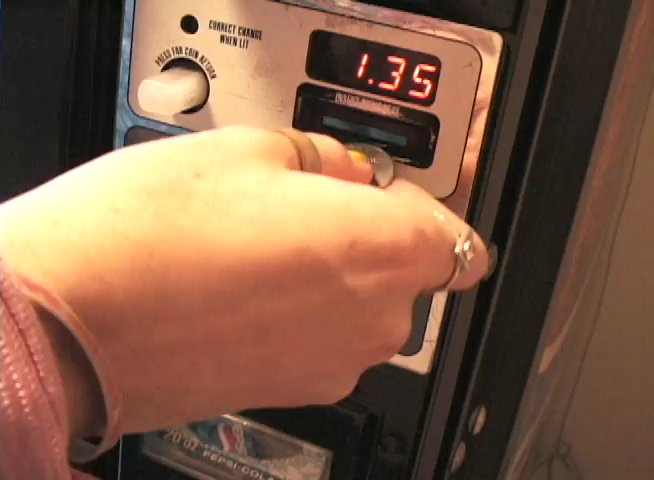 CORRECT CHANGE
WHEN LIT
PRESS FOR COIN RETURN
1.35
20 OZ PEPSI-COLA